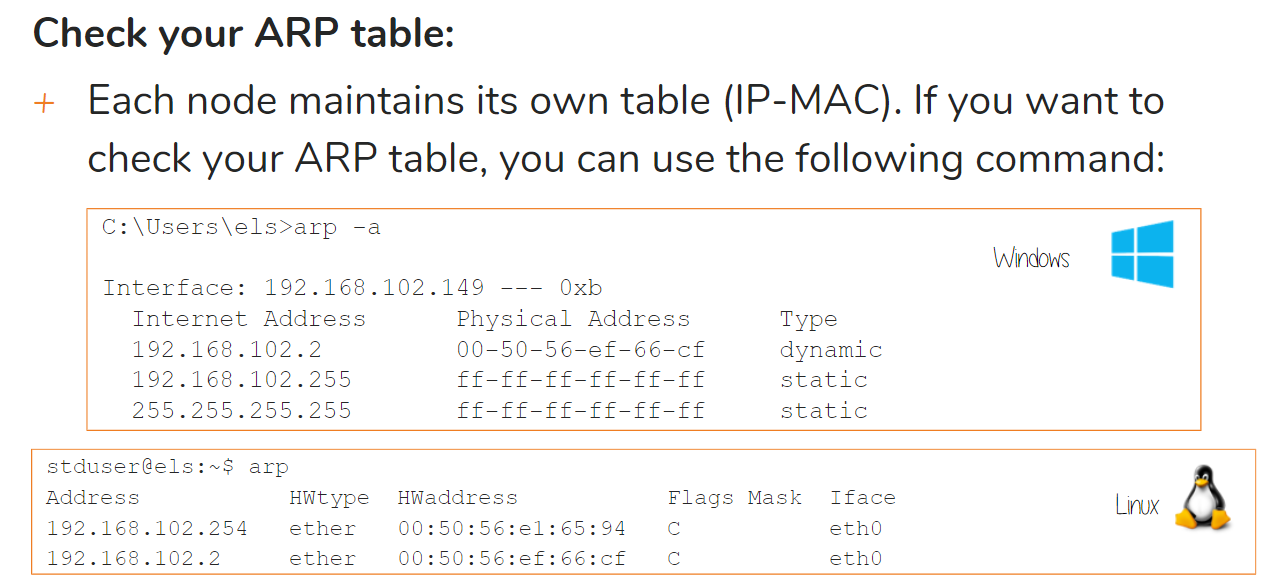 Check your ARP table:
+ Each node maintains its own table (IP-MAC). If you want to
check your ARP table, you can use the following command:
C:\Users\els>arp -a
Windows
Interface: 192.168.102.149 --- 0xb
Internet Address Physical Address Type
192.168.102.2 00-50-56-ef-66-cf dynamic
192.168.102.255 ff-ff-ff-ff-ff-ff static
255.255.255.255 ff-ff-ff-ff-ff-ff static
stduser@els:~$ arp
Address HWtype HWaddress Flags Mask Iface
Linux
192.168.102.254 ether 00:50:56:e1:65:94 C eth0
192.168.102.2 ether 00:50:56:ef:66:cf C eth0